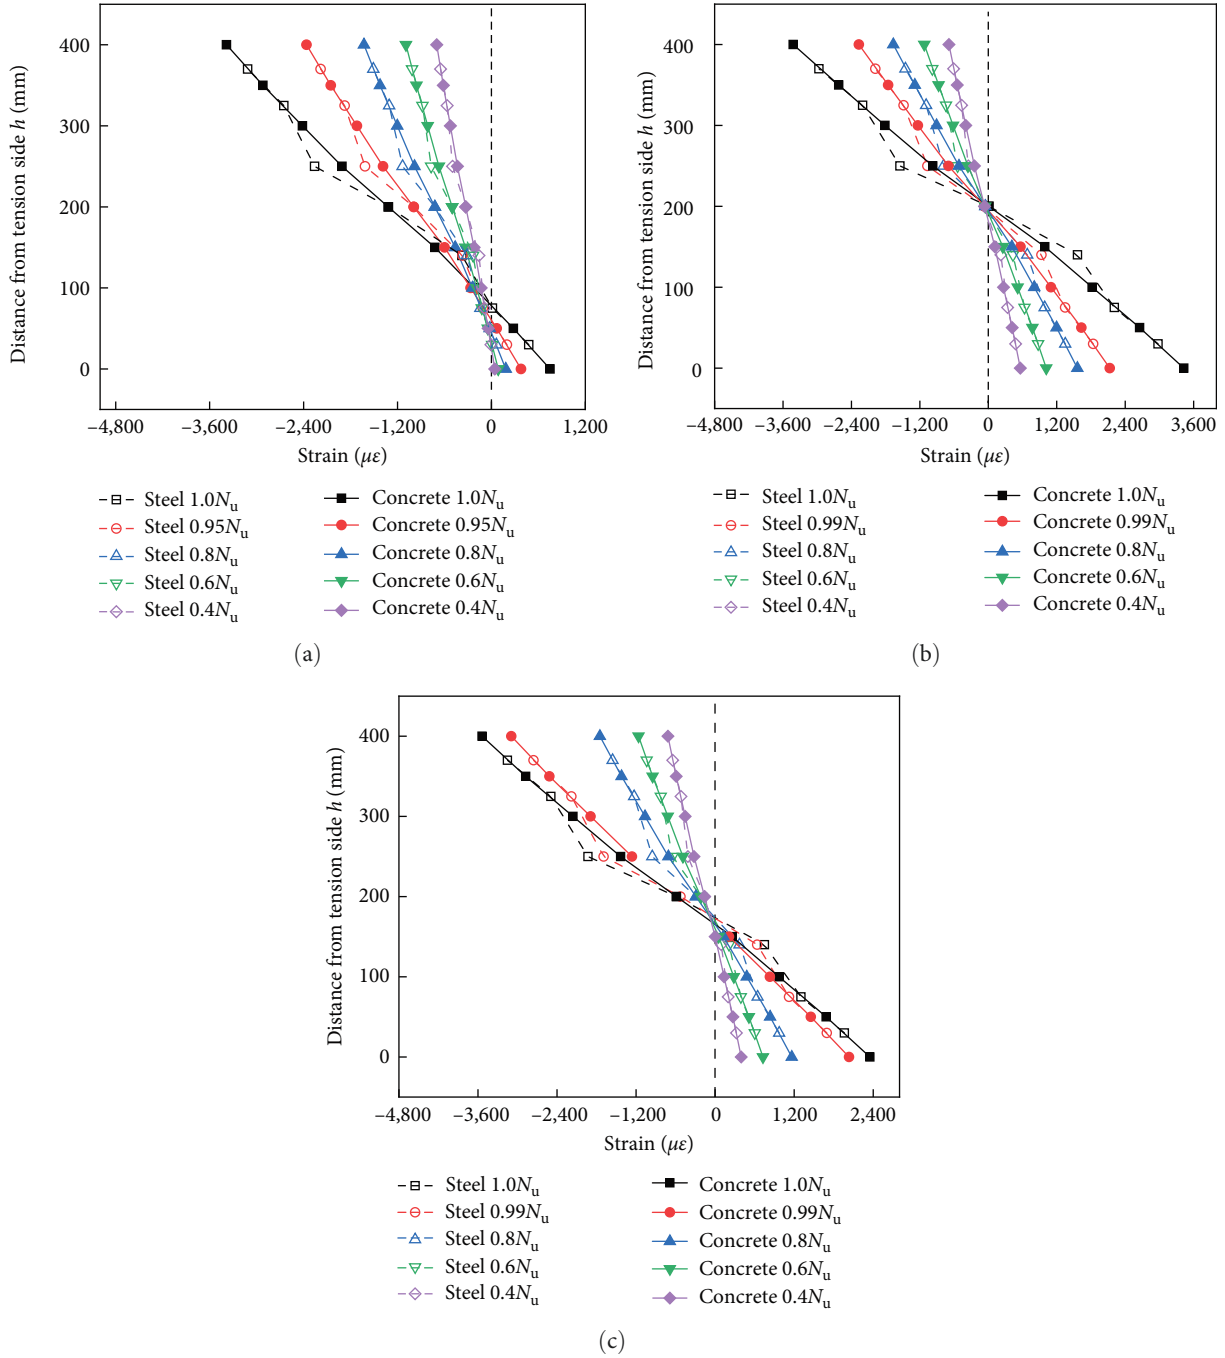 Distance from tension side h (mm)
400
300
200
100
0
−4,800
−3,600
−2,400
−1,200
0
1,200
Strain (με)
Steel 1.0Nu
Steel 0.95Nu
Steel 0.8Nu
Steel 0.6Nu
Steel 0.4Nu
Concrete 1.0Nu
Concrete 0.95Nu
Concrete 0.8Nu
Concrete 0.6Nu
Concrete 0.4Nu
(a)
Distance from tension side h (mm)
400
300
200
100
0
−4,800
−3,600
−2,400
−1,200
0
1,200
2,400
3,600
Strain (με)
Steel 1.0Nu
Steel 0.99Nu
Steel 0.8Nu
Steel 0.6Nu
Steel 0.4Nu
Concrete 1.0Nu
Concrete 0.99Nu
Concrete 0.8Nu
Concrete 0.6Nu
Concrete 0.4Nu
(b)
Distance from tension side h (mm)
400
300
200
100
0
−4,800
−3,600
−2,400
−1,200
0
1,200
2,400
Strain (με)
Steel 1.0Nu
Steel 0.99Nu
Steel 0.8Nu
Steel 0.6Nu
Steel 0.4Nu
Concrete 1.0Nu
Concrete 0.99Nu
Concrete 0.8Nu
Concrete 0.6Nu
Concrete 0.4Nu
(c)